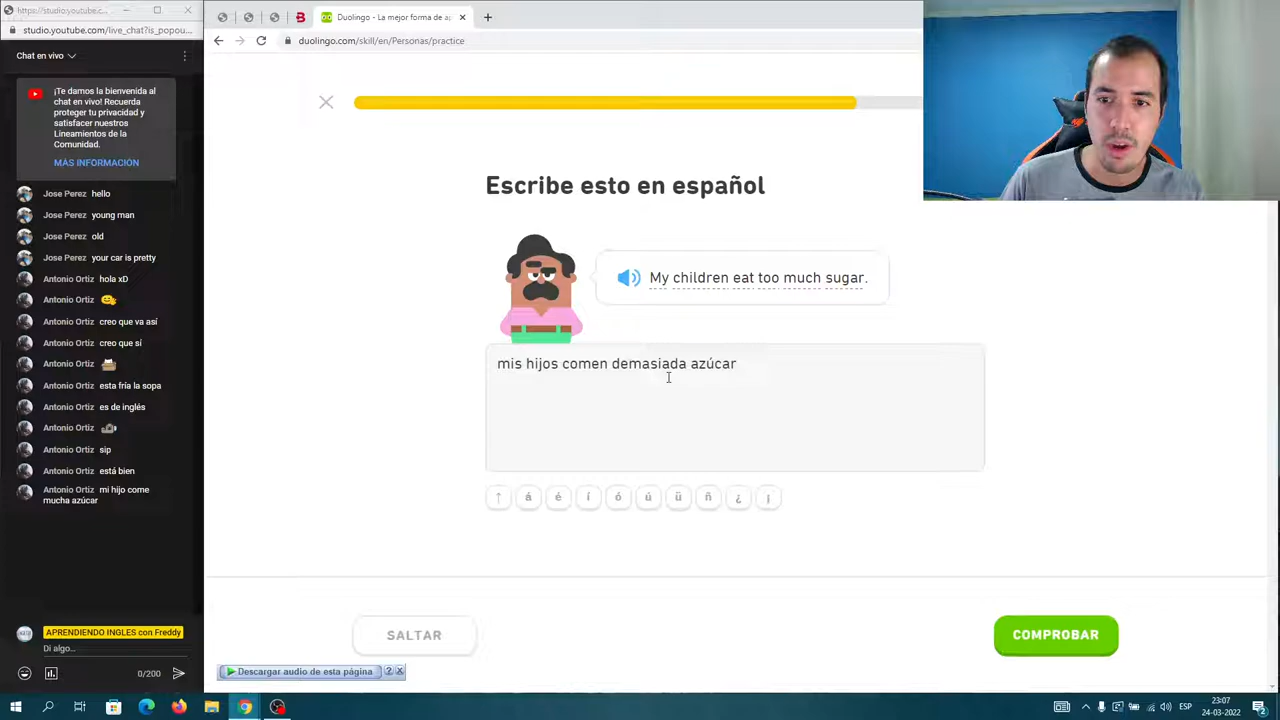 https://studio.youtube.c...
studio.youtube.com/live_chat?is_popou...
Chat en vivo
¡Te damos la bienvenida al
chat en vivo! Recuerda
proteger tu privacidad y
satisfacer nuestros
Lineamientos de la
Comunidad.
MÁS INFORMACIÓN
Jose Perez hello
Jose Perez young man
Jose Perez old
Jose Perez your car is pretty
Antonio Ortiz hola xD
Antonio Ortiz
Antonio Ortiz creo que va así
Antonio Ortiz creo que sí
Antonio Ortiz
Antonio Ortiz esta fría la sopa
Antonio Ortiz es de inglés
Antonio Ortiz
Antonio Ortiz sip
Antonio Ortiz está bien
Antonio Ortiz mi hijo come
mucha azúcar
APRENDIENDO INGLES con Freddy
Di algo...
0/200
Duolingo - La mejor forma de ap
duolingo.com/skill/en/Personas/practice
Escribe esto en español
My children eat too much sugar.
mis hijos comen demasiada azúcar
↑ á é í ó ú ü ñ ¿ ¡
SALTAR
COMPROBAR
Descargar audio de esta página ? X
ESP
23:07
24-03-2022
2